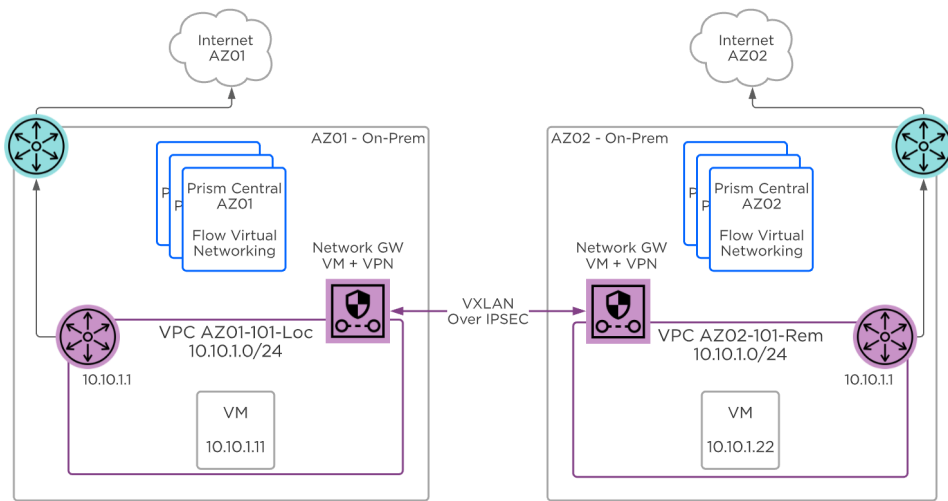 Internet
AZ01
Internet
AZ02
AZ01 - On-Prem
AZ02 - On-Prem
P
P
Prism Central
AZ01
Flow Virtual
Networking
P
P
Prism Central
AZ02
Flow Virtual
Networking
Network GW
VM + VPN
Network GW
VM + VPN
VXLAN
Over IPSEC
VPC AZ01-101-Loc
10.10.1.0/24
VPC AZ02-101-Rem
10.10.1.0/24
10.10.1.1
10.10.1.1
VM
10.10.1.11
VM
10.10.1.22